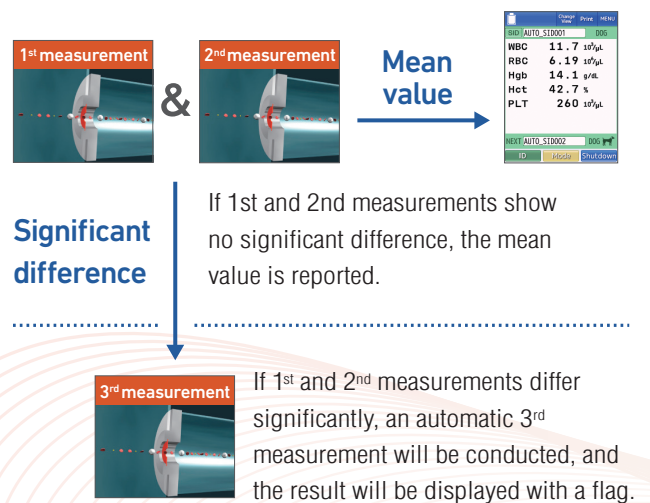 1st measurement
&
2nd measurement
Mean
value
Change
View
Print
MENU
SID AUTO_SID001 DOG
WBC 11.7 10³/µL
RBC 6.19 10⁶/µL
Hgb 14.1 g/dL
Hct 42.7 %
PLT 260 10³/µL
NEXT AUTO_SID002 DOG
ID Mode Shutdown
Significant
difference
If 1st and 2nd measurements show
no significant difference, the mean
value is reported.
3rd measurement
If 1st and 2nd measurements differ
significantly, an automatic 3rd
measurement will be conducted, and
the result will be displayed with a flag.